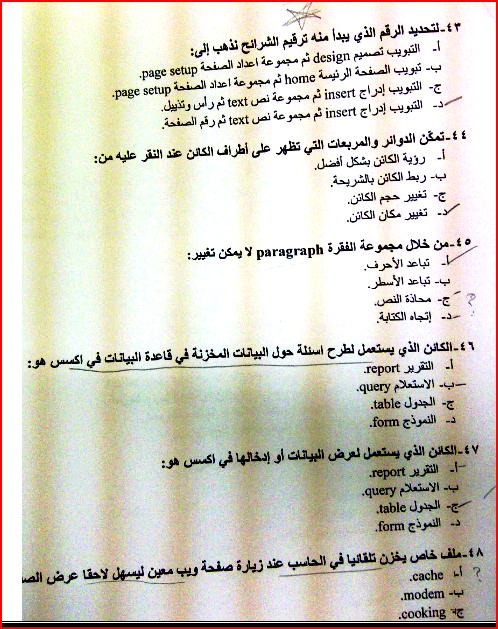 ٤٣-لتحديد الرقم الذي يبدأ منه ترقيم الشرائح نذهب إلى:
أ- التبويب تصميم design ثم مجموعة اعداد الصفحة page setup.
ب- تبويب الصفحة الرئيسة home ثم مجموعة اعداد الصفحة page setup.
ج- التبويب إدراج insert ثم مجموعة نص text ثم رأس وتذييل.
د- التبويب إدراج insert ثم مجموعة نص text ثم رقم الصفحة.
٤٤-تمكّن الدوائر والمربعات التي تظهر على أطراف الكائن عند النقر عليه من:
أ- رؤية الكائن بشكل أفضل.
ب- ربط الكائن بالشريحة.
ج- تغيير حجم الكائن.
د- تغيير مكان الكائن.
٤٥-من خلال مجموعة الفقرة paragraph لا يمكن تغيير:
أ- تباعد الأحرف.
ب- تباعد الأسطر.
ج- محاذة النص. ?
د- إتجاه الكتابة.
٤٦-الكائن الذي يستعمل لطرح اسئلة حول البيانات المخزنة في قاعدة البيانات في اكسس هو:
أ- التقرير report.
ب- الاستعلام query.
ج- الجدول table.
د- النموذج form.
٤٧-الكائن الذي يستعمل لعرض البيانات أو إدخالها في اكسس هو:
أ- التقرير report.
ب- الاستعلام query.
ج- الجدول table.
د- النموذج form.
٤٨-ملف خاص يخزن تلقائيا في الحاسب عند زيارة صفحة ويب معين ليسهل لاحقا عرض
أ- cache. ?
ب- modem.
ج- cooking.